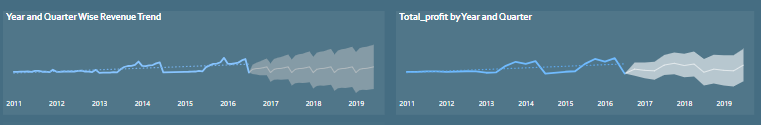 Year and Quarter Wise Revenue Trend
2011 2012 2013 2014 2015 2016 2017 2018 2019
Total_profit by Year and Quarter
2011 2012 2013 2014 2015 2016 2017 2018 2019